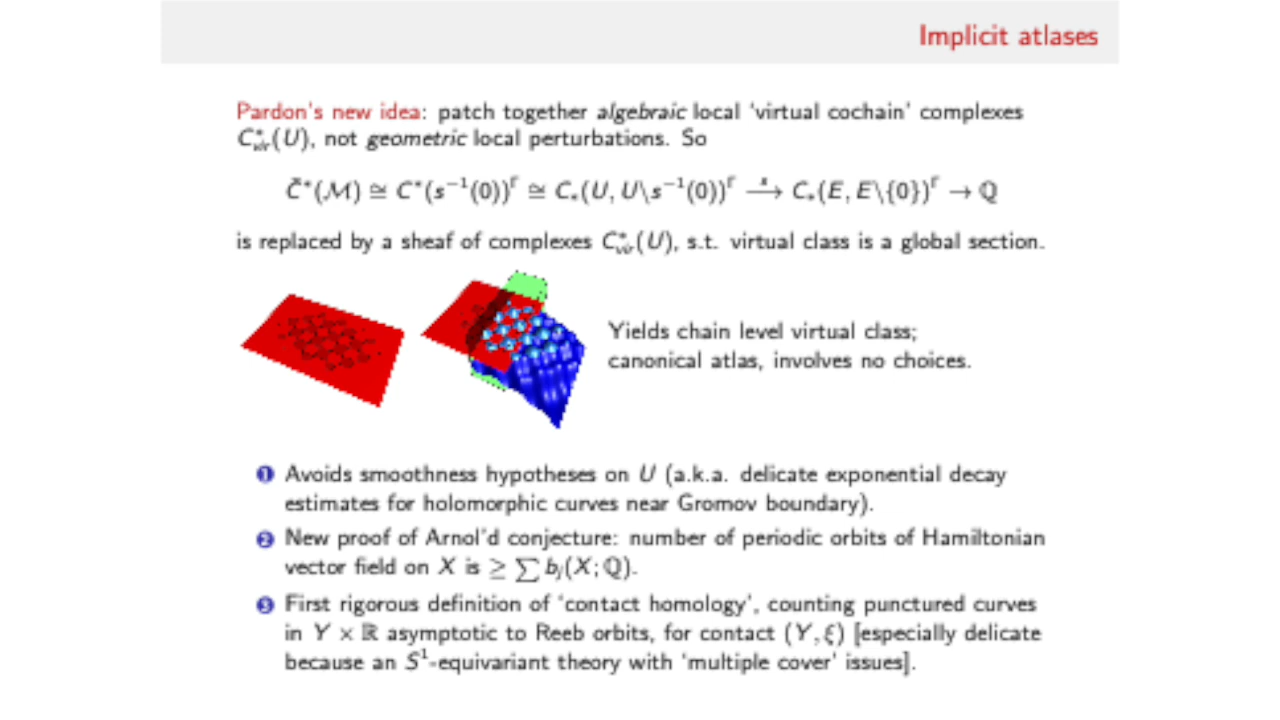 Implicit atlases
Pardon's new idea: patch together algebraic local 'virtual cochain' complexes
C*vir(U), not geometric local perturbations. So
Č*(M) ≅ C*(s⁻¹(0))^Γ ≅ C∗(U, U\s⁻¹(0))^Γ —s→ C∗(E, E\{0})^Γ → ℚ
is replaced by a sheaf of complexes C*vir(U), s.t. virtual class is a global section.
Yields chain level virtual class;
canonical atlas, involves no choices.
1 Avoids smoothness hypotheses on U (a.k.a. delicate exponential decay
estimates for holomorphic curves near Gromov boundary).
2 New proof of Arnol'd conjecture: number of periodic orbits of Hamiltonian
vector field on X is ≥ ∑ bⱼ(X; ℚ).
3 First rigorous definition of 'contact homology', counting punctured curves
in Y × ℝ asymptotic to Reeb orbits, for contact (Y, ξ) [especially delicate
because an S¹-equivariant theory with 'multiple cover' issues].